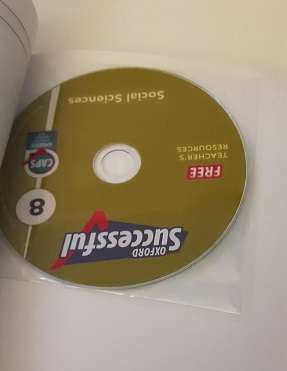 OXFORD
Successful
8
FREE
TEACHER'S
RESOURCES
CAPS
Social Sciences